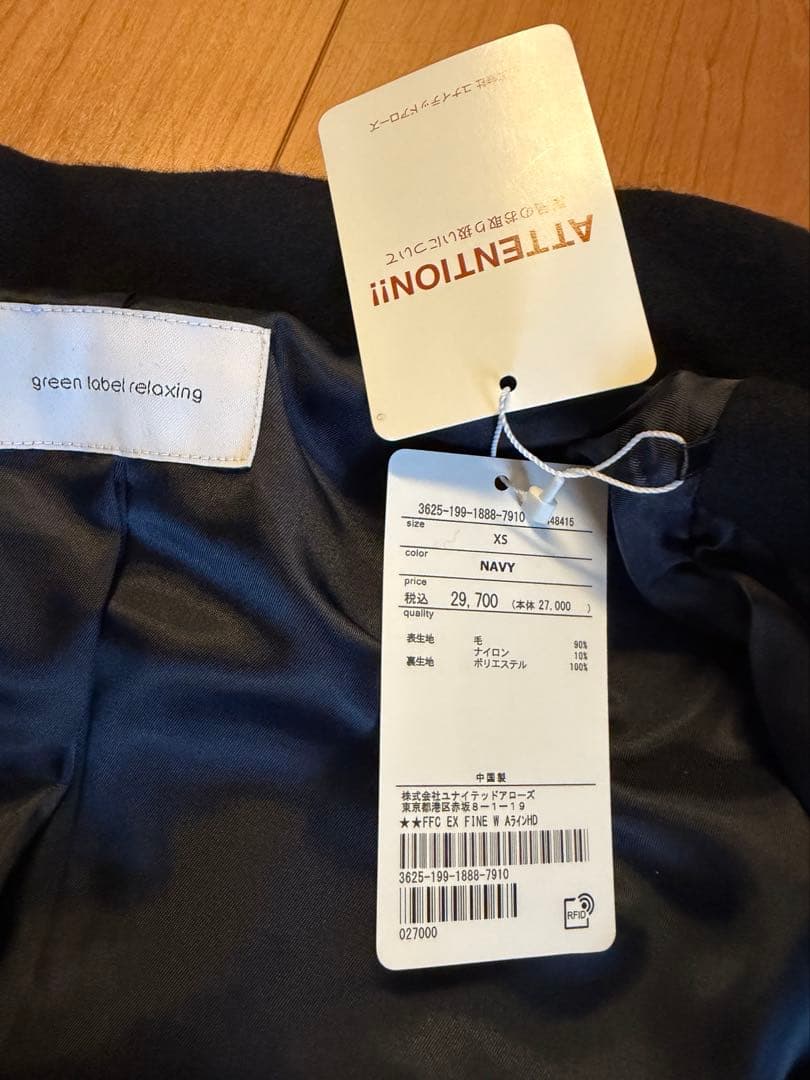 株式会社 ユナイテッドアローズ
ATTENTION!!
のお取り扱いについて
green label relaxing
3625-199-1888-7910 48415
size
XS
color
NAVY
price
税込 29,700 (本体 27,000 )
quality
表生地 毛 90%
ナイロン 10%
裏生地 ポリエステル 100%
中国製
株式会社ユナイテッドアローズ
東京都港区赤坂8-1-19
★★FFC EX FINE W AラインHD
3625-199-1888-7910
027000
RFID